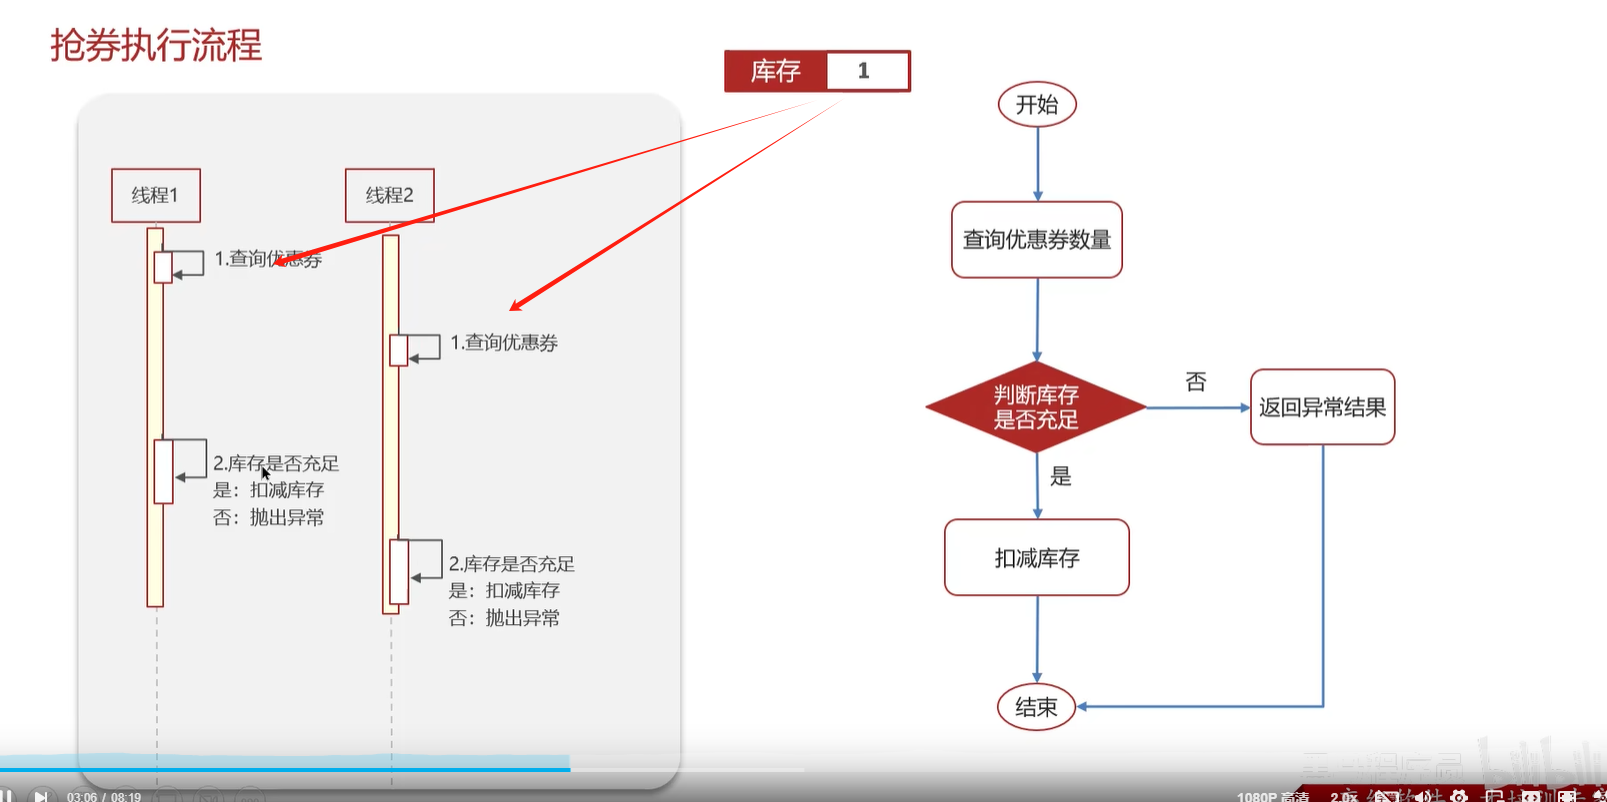 抢券执行流程
库存 1
开始
线程1
线程2
查询优惠券数量
1.查询优惠券
1.查询优惠券
判断库存
是否充足
否
返回异常结果
是
2.库存是否充足
是：扣减库存
否：抛出异常
扣减库存
2.库存是否充足
是：扣减库存
否：抛出异常
结束
03:06 / 08:19
1080P 高清
2.0x